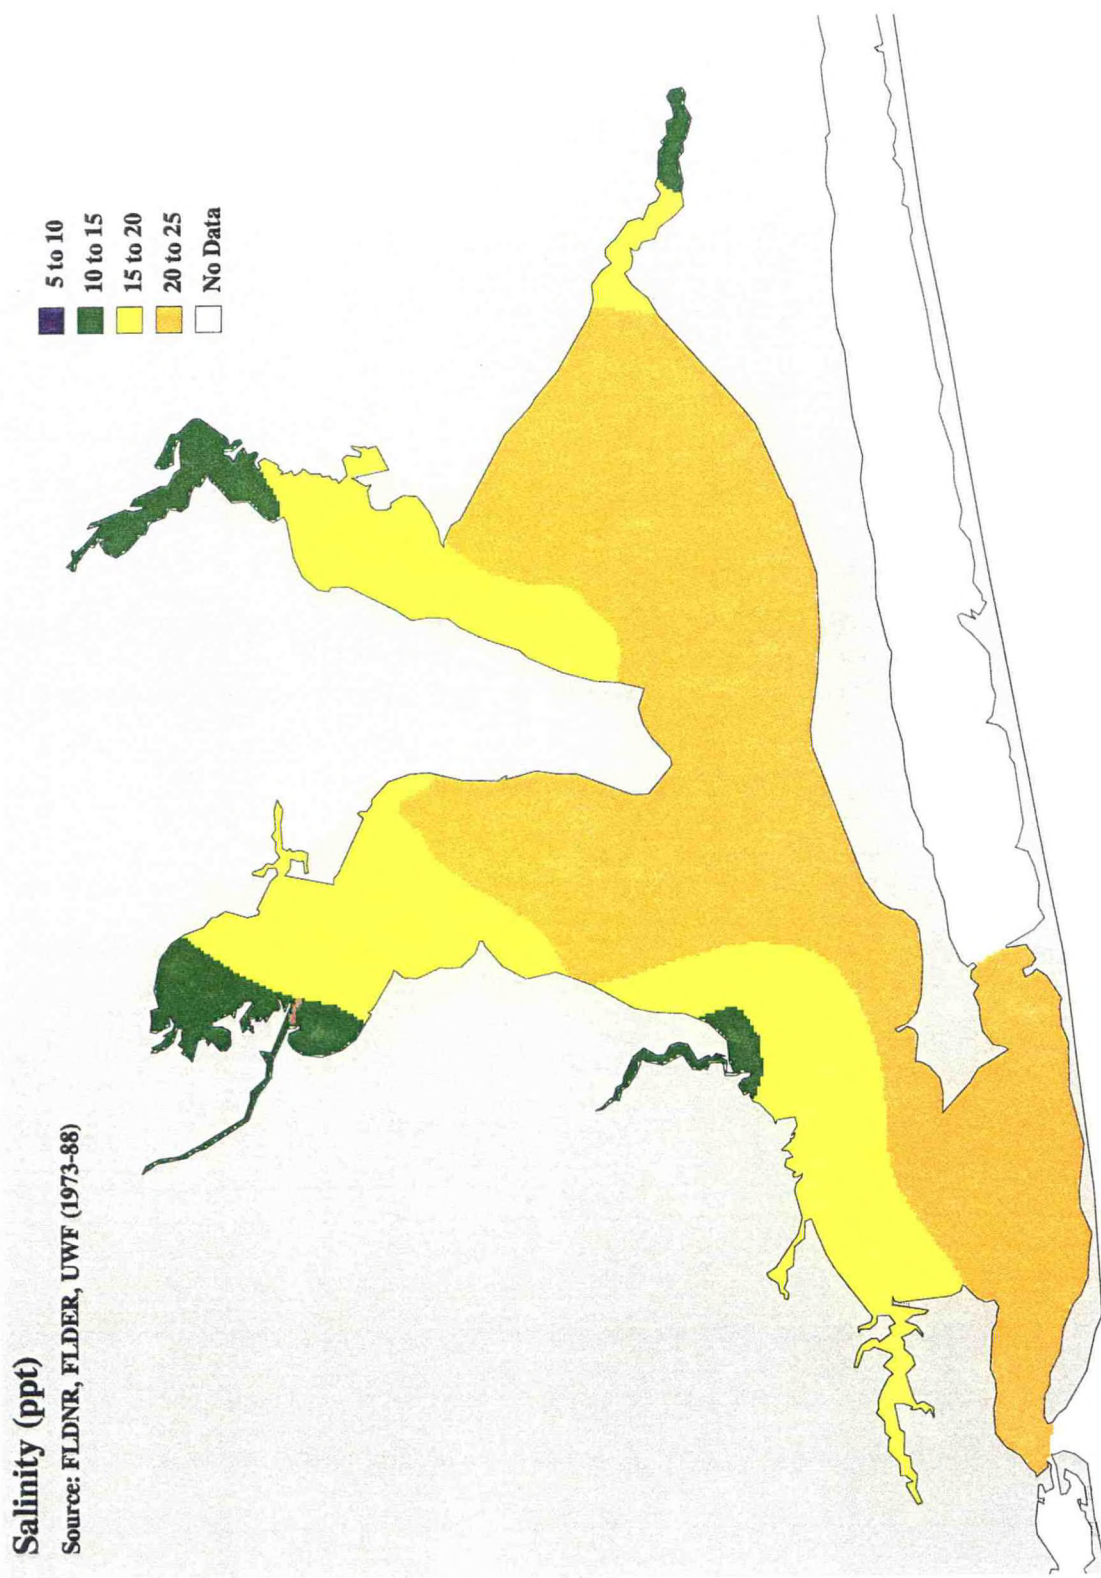 Salinity (ppt)
Source: FLDNR, FLDER, UWF (1973-88)
5 to 10
10 to 15
15 to 20
20 to 25
No Data